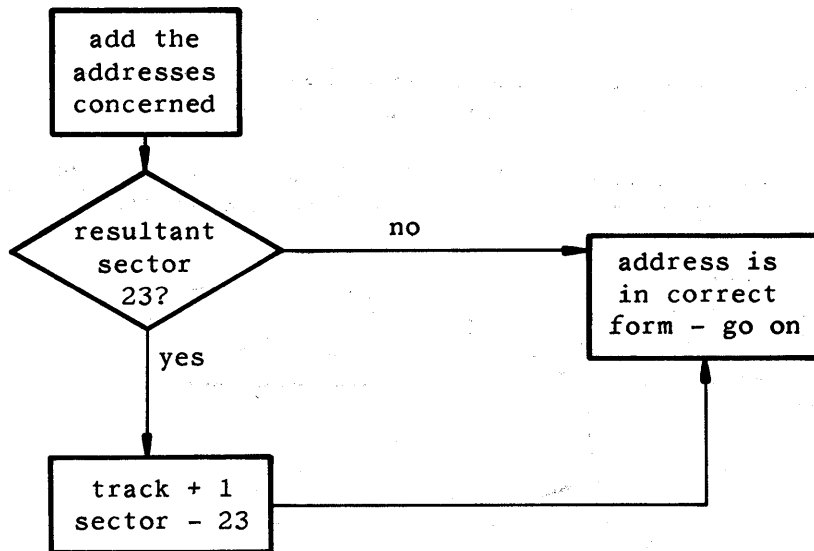 add the
addresses
concerned
resultant
sector
23?
no
address is
in correct
form - go on
yes
track + 1
sector - 23